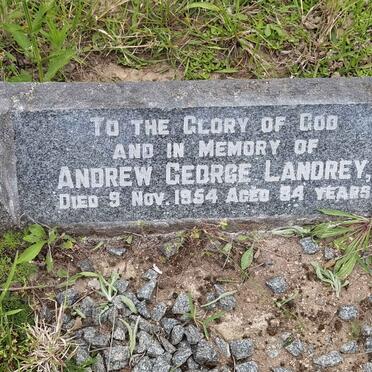 TO THE GLORY OF GOD
AND IN MEMORY OF
ANDREW GEORGE LANDREY,
DIED 9 NOV. 1954 AGED 84 YEARS